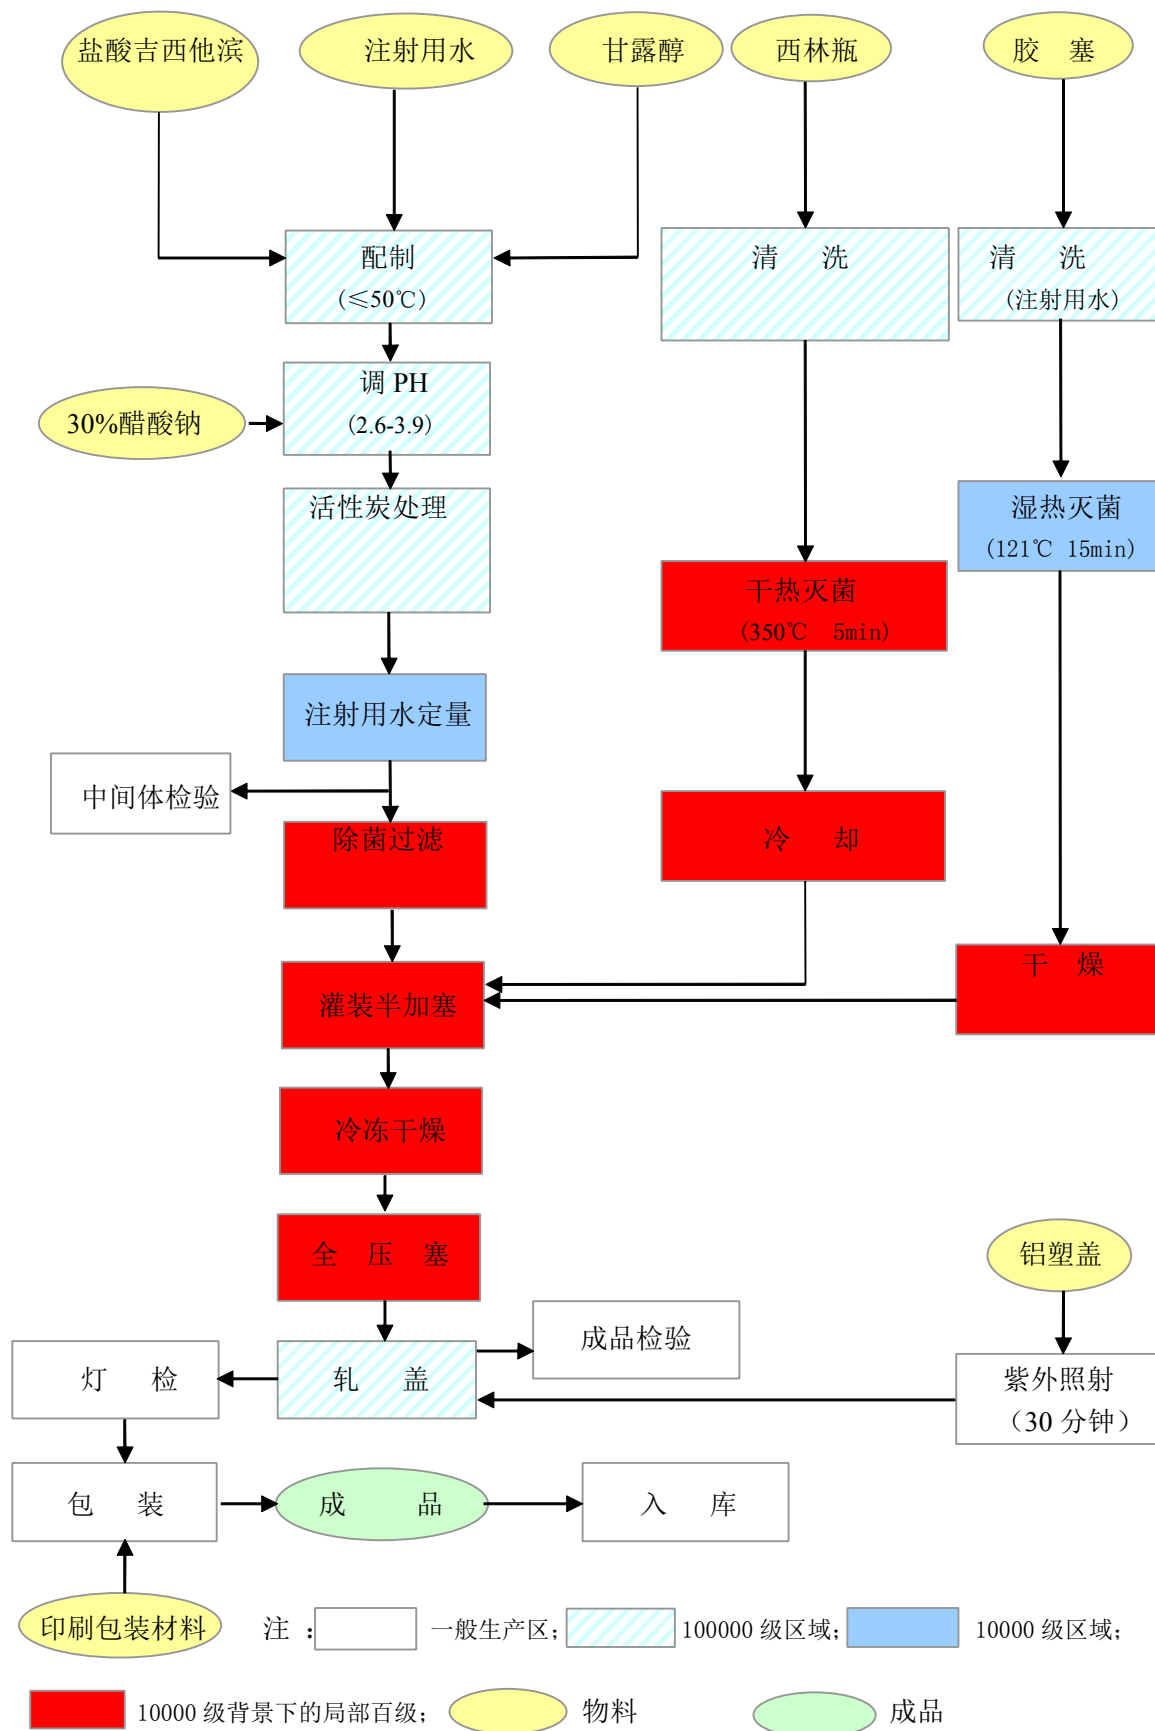 盐酸吉西他滨
注射用水
甘露醇
西林瓶
胶 塞
配制
(≤50℃)
清 洗
清 洗
(注射用水)
调 PH
(2.6-3.9)
30%醋酸钠
活性炭处理
湿热灭菌
(121℃ 15min)
干热灭菌
(350℃ 5min)
注射用水定量
中间体检验
除菌过滤
冷 却
干 燥
灌装半加塞
冷冻干燥
全 压 塞
铝塑盖
成品检验
灯 检
轧 盖
紫外照射
（30 分钟）
包 装
成 品
入 库
印刷包装材料
注 ：
一般生产区；
100000 级区域；
10000 级区域；
10000 级背景下的局部百级；
物料
成品